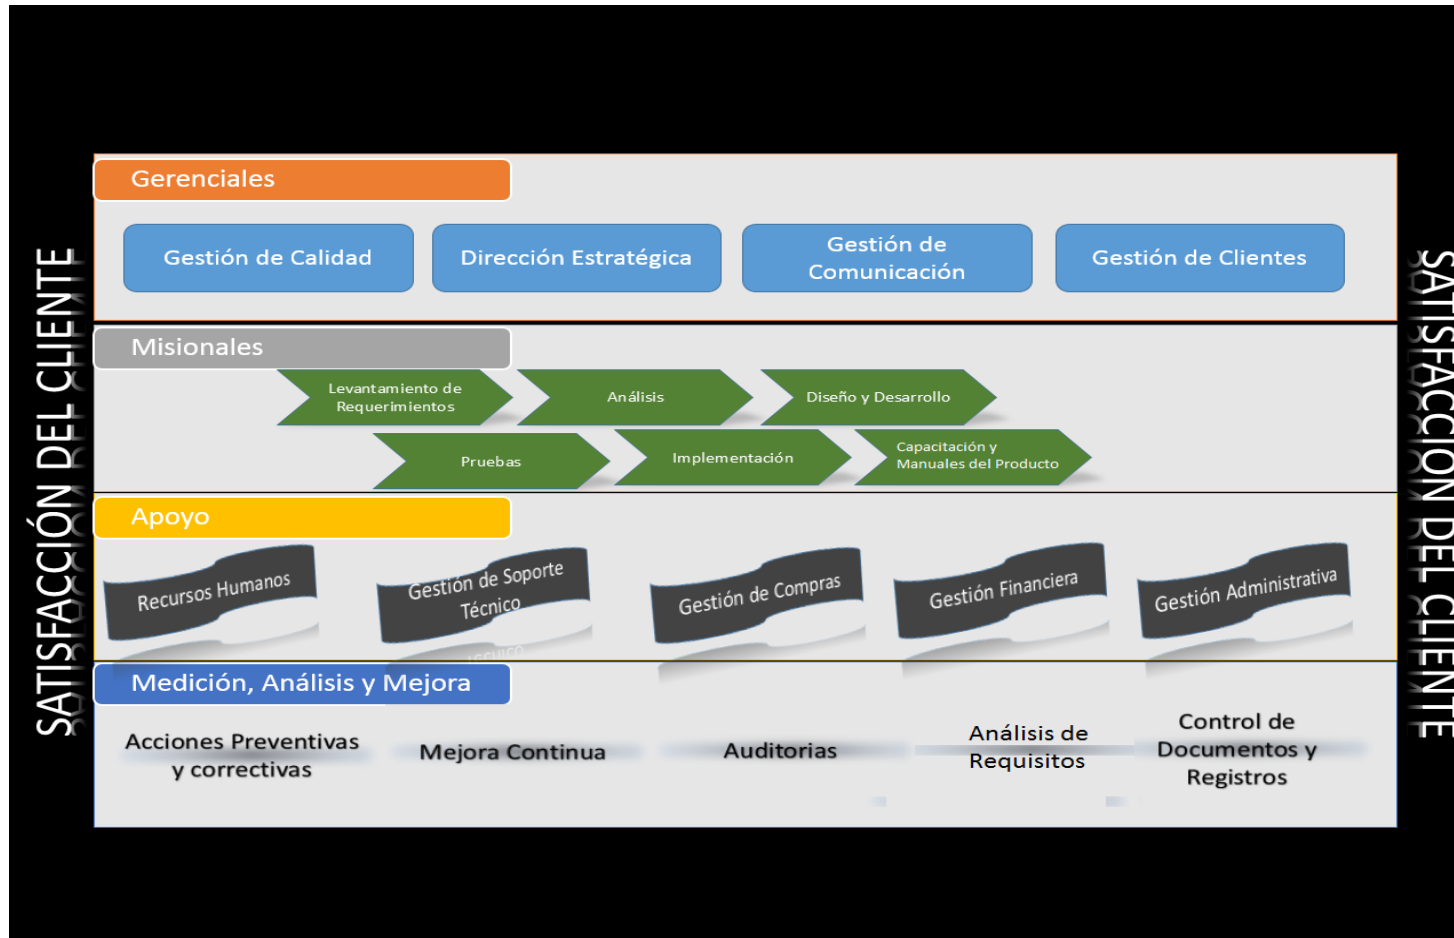 SATISFACCIÓN DEL CLIENTE
Gerenciales
Gestión de Calidad
Dirección Estratégica
Gestión de
Comunicación
Gestión de Clientes
Misionales
Levantamiento de
Requerimientos
Análisis
Diseño y Desarrollo
Pruebas
Implementación
Capacitación y
Manuales del Producto
Apoyo
Recursos Humanos
Gestión de Soporte
Técnico
Gestión de Compras
Gestión Financiera
Gestión Administrativa
Medición, Análisis y Mejora
Acciones Preventivas
y correctivas
Mejora Continua
Auditorias
Análisis de
Requisitos
Control de
Documentos y
Registros
SATISFACCION DEL CLIENTE